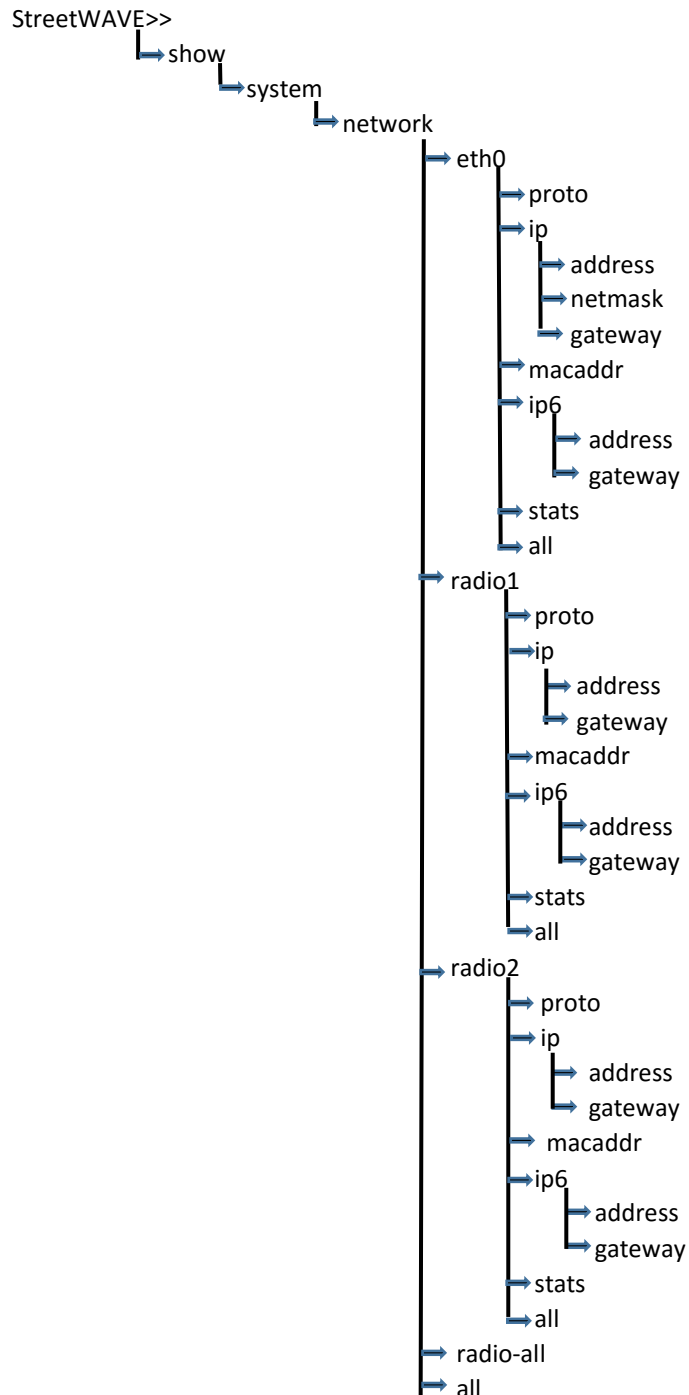 StreetWAVE>>
show
system
network
eth0
proto
ip
address
netmask
gateway
macaddr
ip6
address
gateway
stats
all
radio1
proto
ip
address
gateway
macaddr
ip6
address
gateway
stats
all
radio2
proto
ip
address
gateway
macaddr
ip6
address
gateway
stats
all
radio-all
all